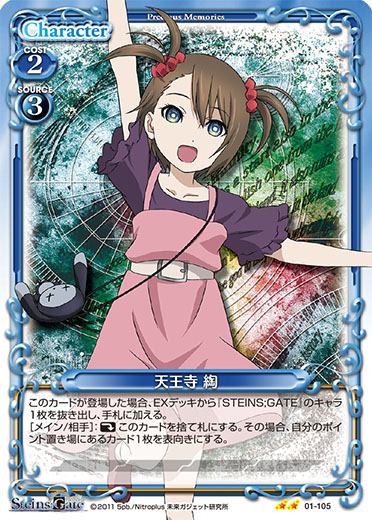 Precious Memories
Character
COST
2
SOURCE
3
天王寺 綯
このカードが登場した場合、EXデッキから『STEINS;GATE』のキャラ
1枚を抜き出し、手札に加える。
[メイン/相手]: このカードを捨て札にする。その場合、自分のポ
イント置き場にあるカード1枚を表向きにする。
Steins;Gate
©2011 5pb./Nitroplus 未来ガジェット研究所
01-105